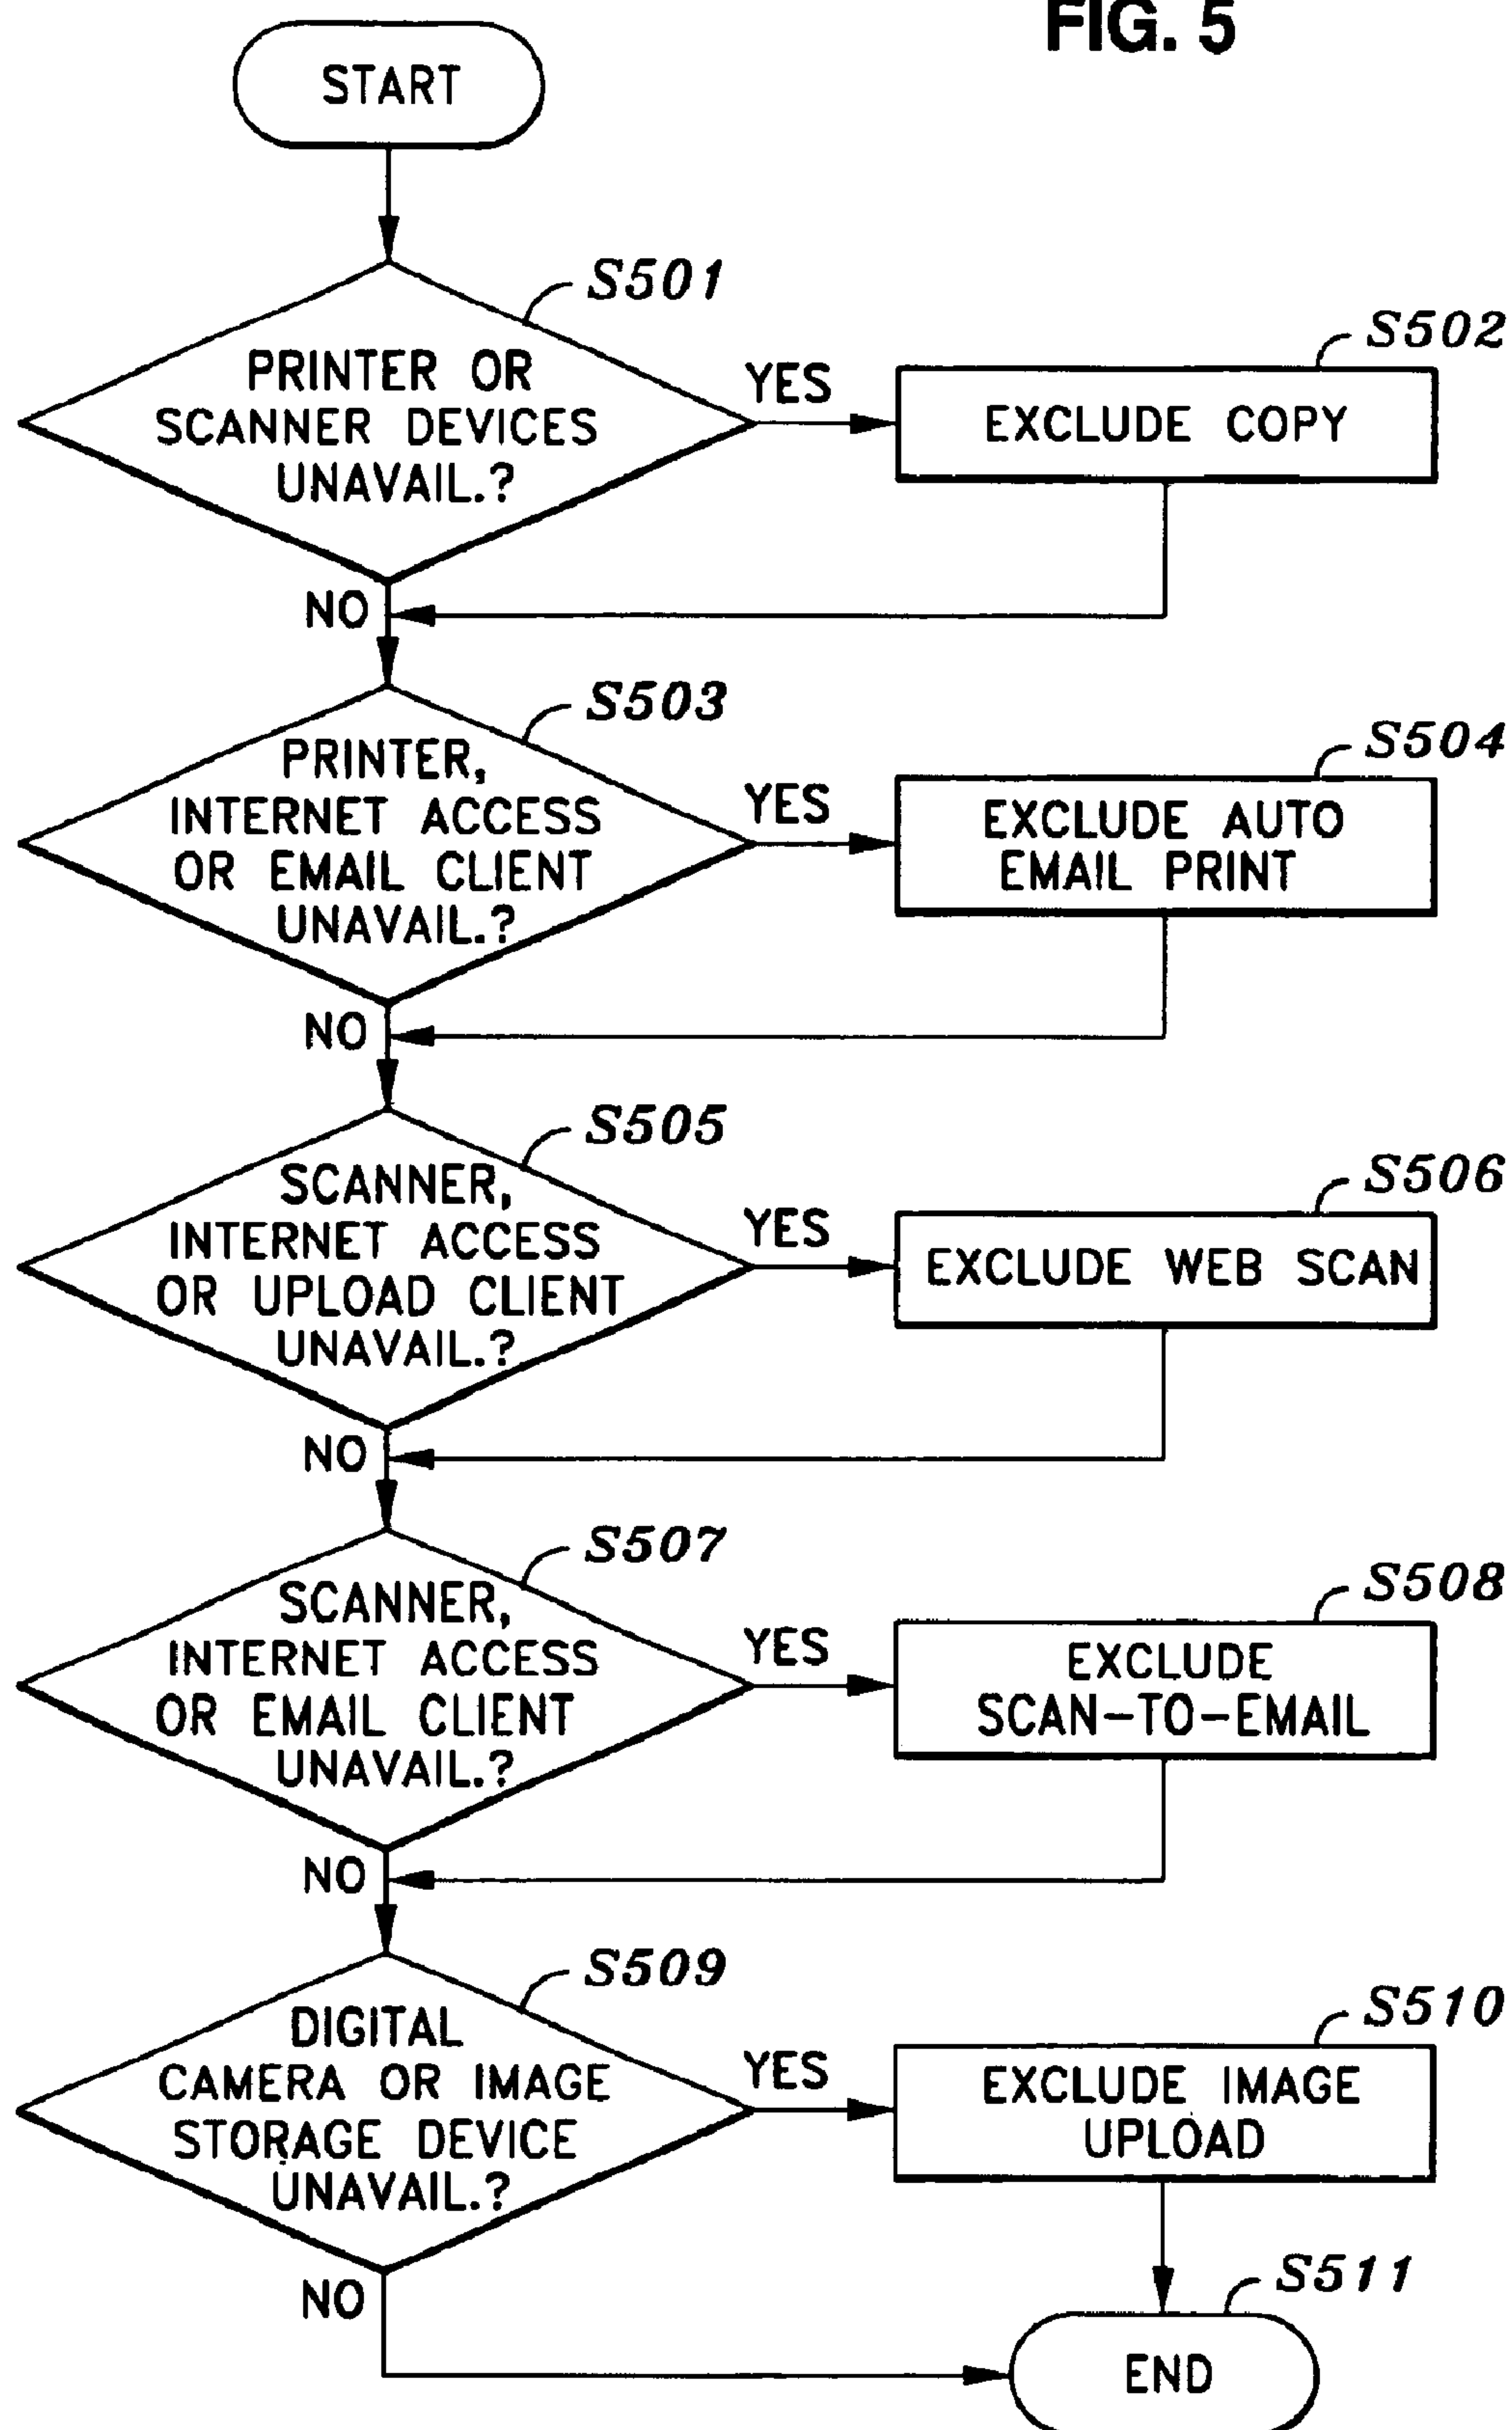 FIG. 5
START
S501
PRINTER OR
SCANNER DEVICES
UNAVAIL.?
YES
S502
EXCLUDE COPY
NO
S503
PRINTER,
INTERNET ACCESS
OR EMAIL CLIENT
UNAVAIL.?
YES
S504
EXCLUDE AUTO
EMAIL PRINT
NO
S505
SCANNER,
INTERNET ACCESS
OR UPLOAD CLIENT
UNAVAIL.?
YES
S506
EXCLUDE WEB SCAN
NO
S507
SCANNER,
INTERNET ACCESS
OR EMAIL CLIENT
UNAVAIL.?
YES
S508
EXCLUDE
SCAN-TO-EMAIL
NO
S509
DIGITAL
CAMERA OR IMAGE
STORAGE DEVICE
UNAVAIL.?
YES
S510
EXCLUDE IMAGE
UPLOAD
NO
S511
END